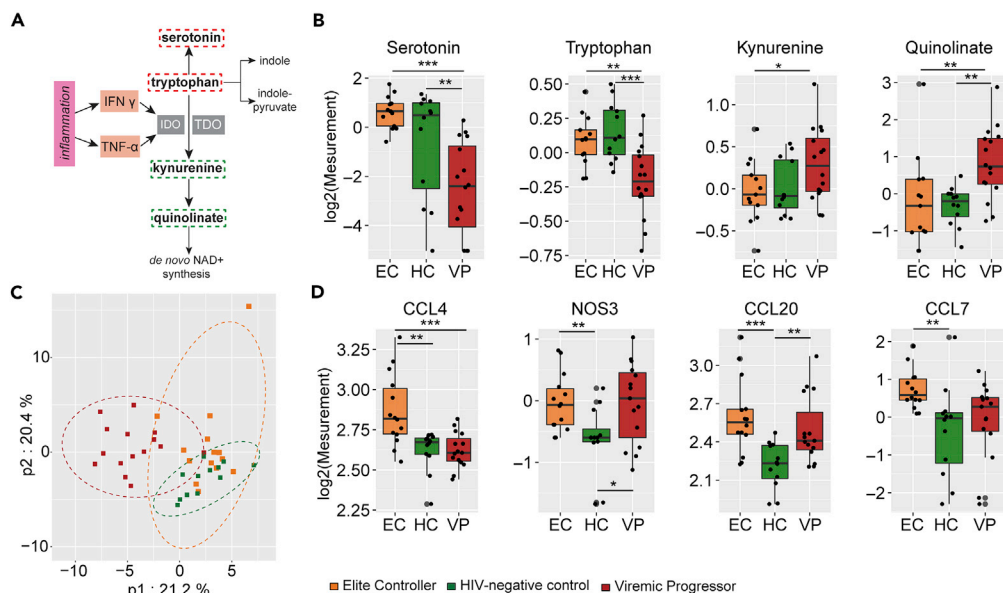 A
serotonin
tryptophan
indole
indole-
pyruvate
inflammation
IFN γ
TNF-α
IDO
TDO
kynurenine
quinolinate
de novo NAD+
synthesis
B
Serotonin
Tryptophan
Kynurenine
Quinolinate
***
**
**
***
*
**
**
log2(Mesurement)
2
0
−2
−4
0.50
0.25
0.00
−0.25
−0.50
−0.75
1.0
0.5
0.0
−0.5
3
2
1
0
−1
EC HC VP
EC HC VP
EC HC VP
EC HC VP
C
p2 : 20.4 %
10
0
−10
−10 −5 0 5
p1 : 21.2 %
D
CCL4
NOS3
CCL20
CCL7
***
**
**
*
***
**
**
log2(Mesurement)
3.25
3.00
2.75
2.50
2.25
1
0
−1
3.0
2.7
2.4
2.1
2
1
0
−1
−2
EC HC VP
EC HC VP
EC HC VP
EC HC VP
Elite Controller HIV-negative control Viremic Progressor